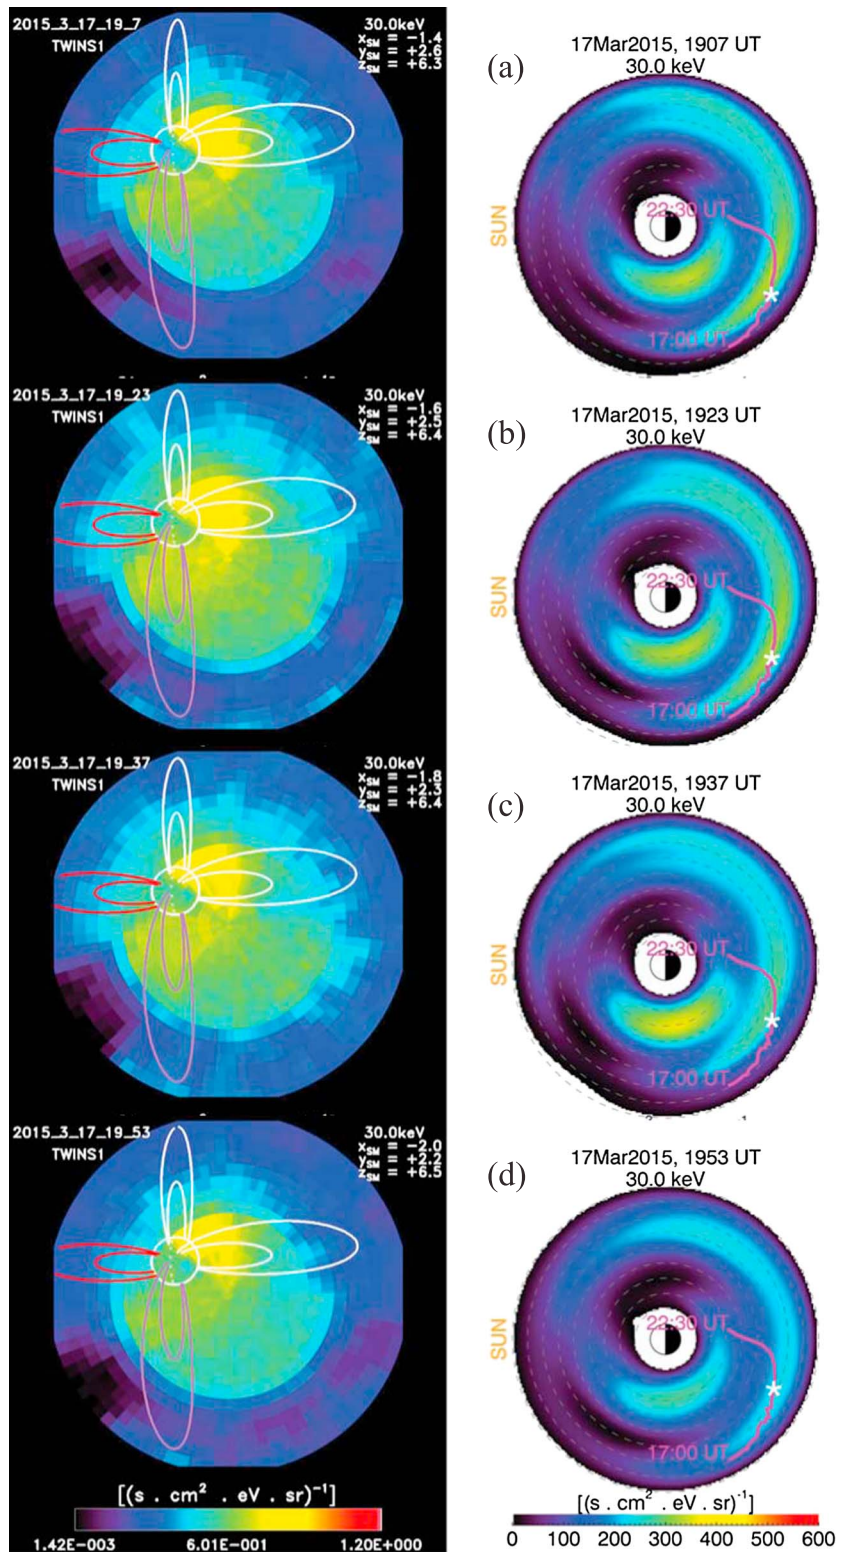 2015_3_17_19_7
TWINS1
30.0keV
xSM = −1.4
ySM = +2.6
zSM = +6.3
(a)
17Mar2015, 1907 UT
30.0 keV
SUN
22:30 UT
17:00 UT
2015_3_17_19_23
TWINS1
30.0keV
xSM = −1.6
ySM = +2.5
zSM = +6.4
(b)
17Mar2015, 1923 UT
30.0 keV
SUN
22:30 UT
17:00 UT
2015_3_17_19_37
TWINS1
30.0keV
xSM = −1.8
ySM = +2.3
zSM = +6.4
(c)
17Mar2015, 1937 UT
30.0 keV
SUN
22:30 UT
17:00 UT
2015_3_17_19_53
TWINS1
30.0keV
xSM = −2.0
ySM = +2.2
zSM = +6.5
(d)
17Mar2015, 1953 UT
30.0 keV
SUN
22:30 UT
17:00 UT
[(s . cm² . eV . sr)⁻¹]
1.42E−003 6.01E−001 1.20E+000
[(s . cm² . eV . sr)⁻¹]
0 100 200 300 400 500 600